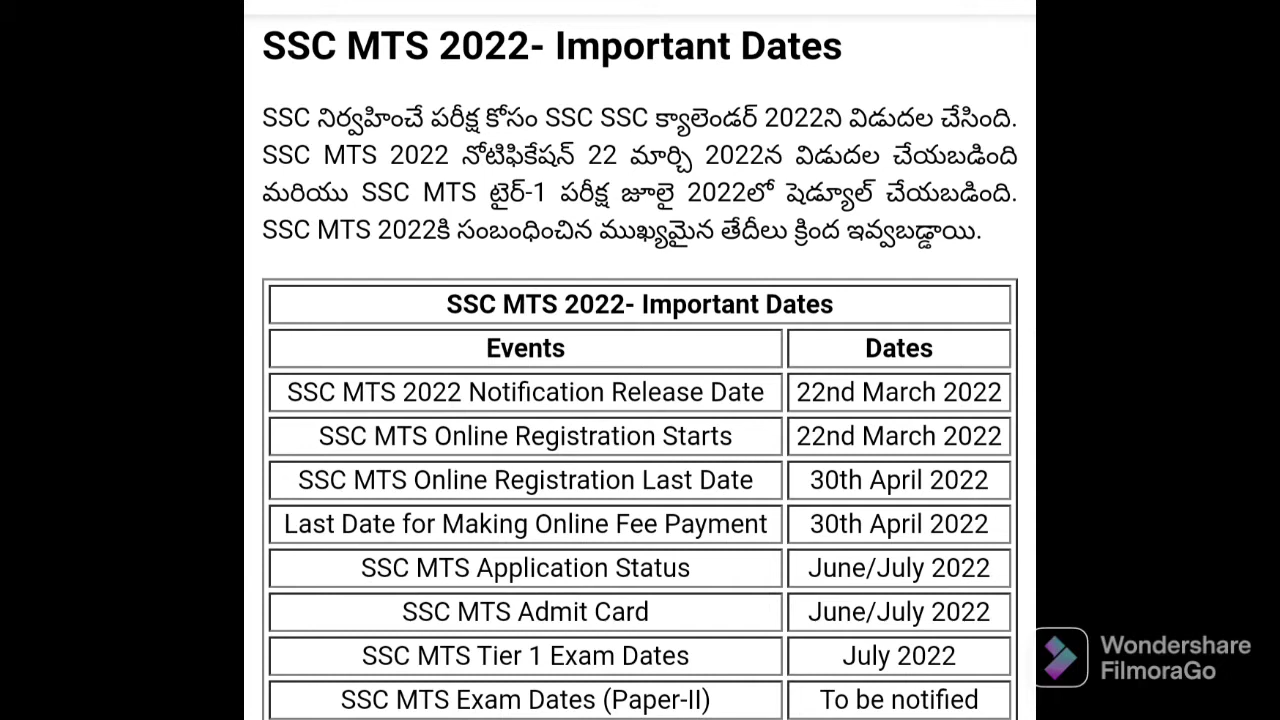 SSC MTS 2022- Important Dates
SSC నిర్వహించే పరీక్ష కోసం SSC SSC క్యాలెండర్ 2022ని విడుదల చేసింది.
SSC MTS 2022 నోటిఫికేషన్ 22 మార్చి 2022న విడుదల చేయబడింది
మరియు SSC MTS టైర్-1 పరీక్ష జూలై 2022లో షెడ్యూల్ చేయబడింది.
SSC MTS 2022కి సంబంధించిన ముఖ్యమైన తేదీలు క్రింద ఇవ్వబడ్డాయి.
SSC MTS 2022- Important Dates
Events Dates
SSC MTS 2022 Notification Release Date 22nd March 2022
SSC MTS Online Registration Starts 22nd March 2022
SSC MTS Online Registration Last Date 30th April 2022
Last Date for Making Online Fee Payment 30th April 2022
SSC MTS Application Status June/July 2022
SSC MTS Admit Card June/July 2022
SSC MTS Tier 1 Exam Dates July 2022
SSC MTS Exam Dates (Paper-II) To be notified
Wondershare
FilmoraGo